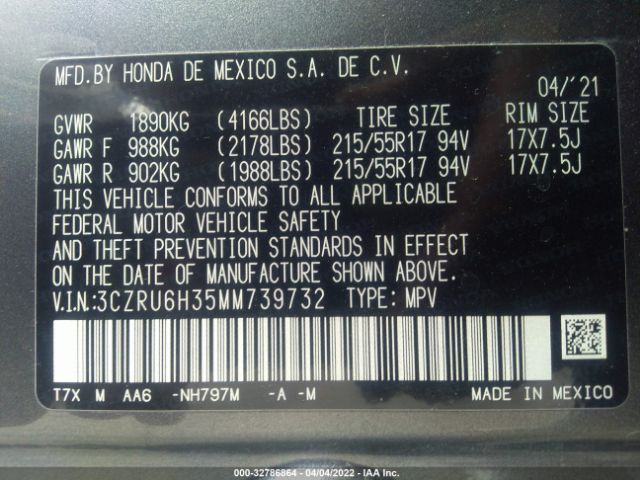 MFD.BY HONDA DE MEXICO S.A. DE C.V.
04/'21
GVWR 1890KG (4166LBS) TIRE SIZE RIM SIZE
GAWR F 988KG (2178LBS) 215/55R17 94V 17X7.5J
GAWR R 902KG (1988LBS) 215/55R17 94V 17X7.5J
THIS VEHICLE CONFORMS TO ALL APPLICABLE
FEDERAL MOTOR VEHICLE SAFETY
AND THEFT PREVENTION STANDARDS IN EFFECT
ON THE DATE OF MANUFACTURE SHOWN ABOVE.
V.I.N:3CZRU6H35MM739732 TYPE: MPV
T7X M AA6 -NH797M -A -M MADE IN MEXICO
000-32786864 - 04/04/2022 - IAA Inc.